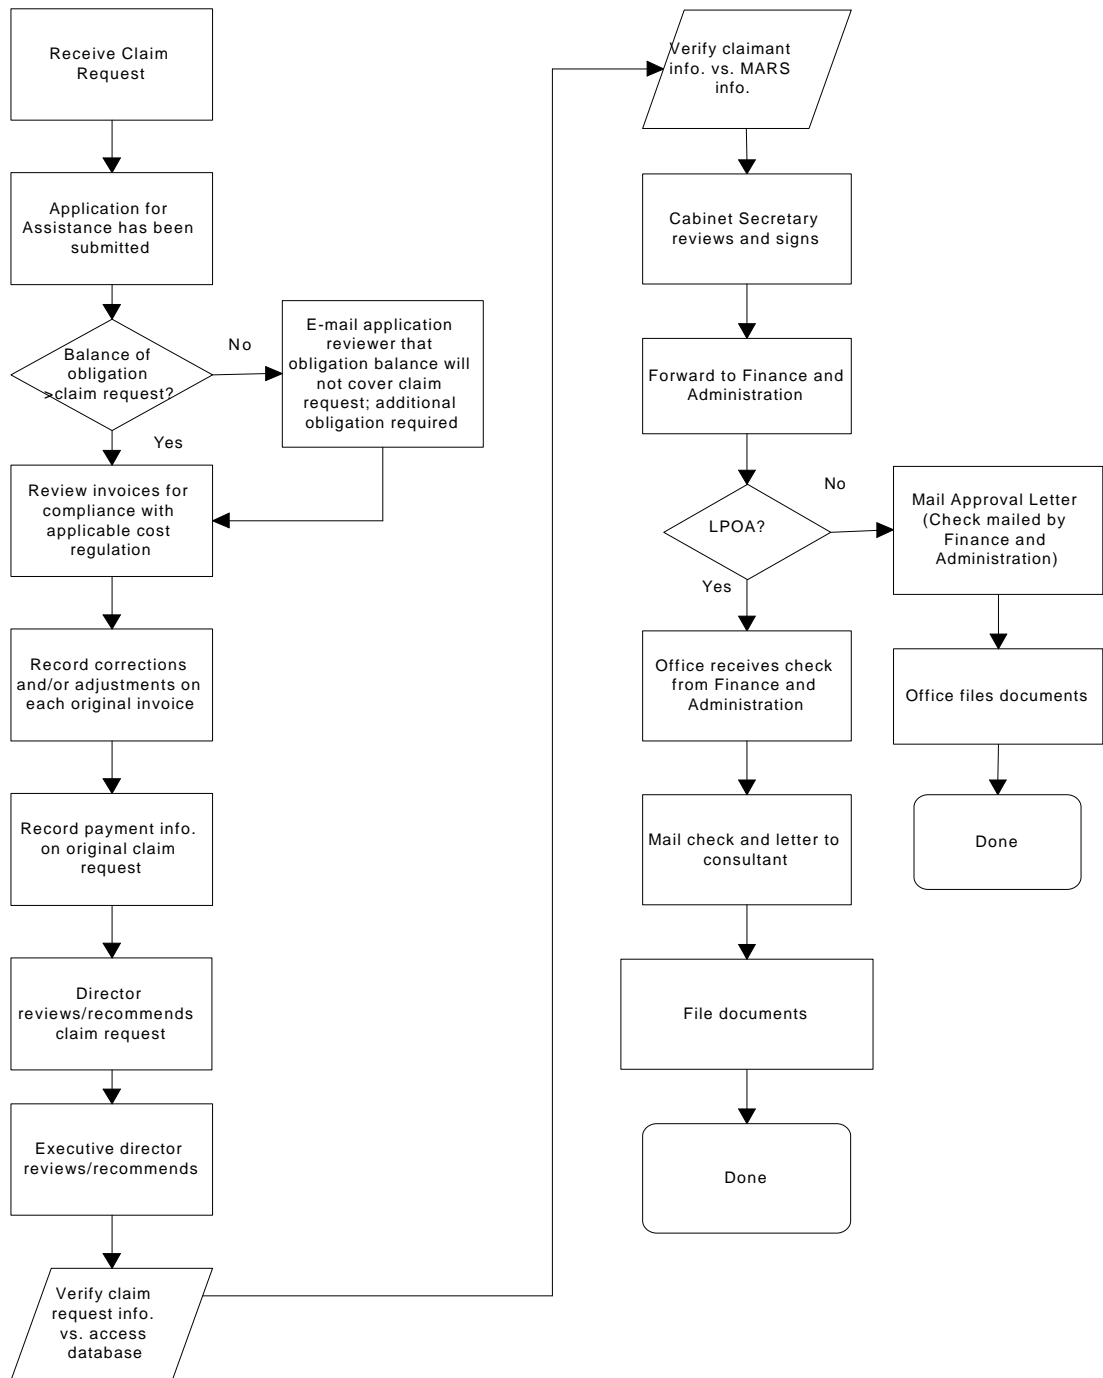 Receive Claim
Request
Application for
Assistance has been
submitted
Balance of
obligation
>claim request?
No
Yes
E-mail application
reviewer that
obligation balance will
not cover claim
request; additional
obligation required
Review invoices for
compliance with
applicable cost
regulation
Record corrections
and/or adjustments on
each original invoice
Record payment info.
on original claim
request
Director
reviews/recommends
claim request
Executive director
reviews/recommends
Verify claim
request info.
vs. access
database
Verify claimant
info. vs. MARS
info.
Cabinet Secretary
reviews and signs
Forward to Finance and
Administration
LPOA?
No
Yes
Mail Approval Letter
(Check mailed by
Finance and
Administration)
Office files documents
Done
Office receives check
from Finance and
Administration
Mail check and letter to
consultant
File documents
Done